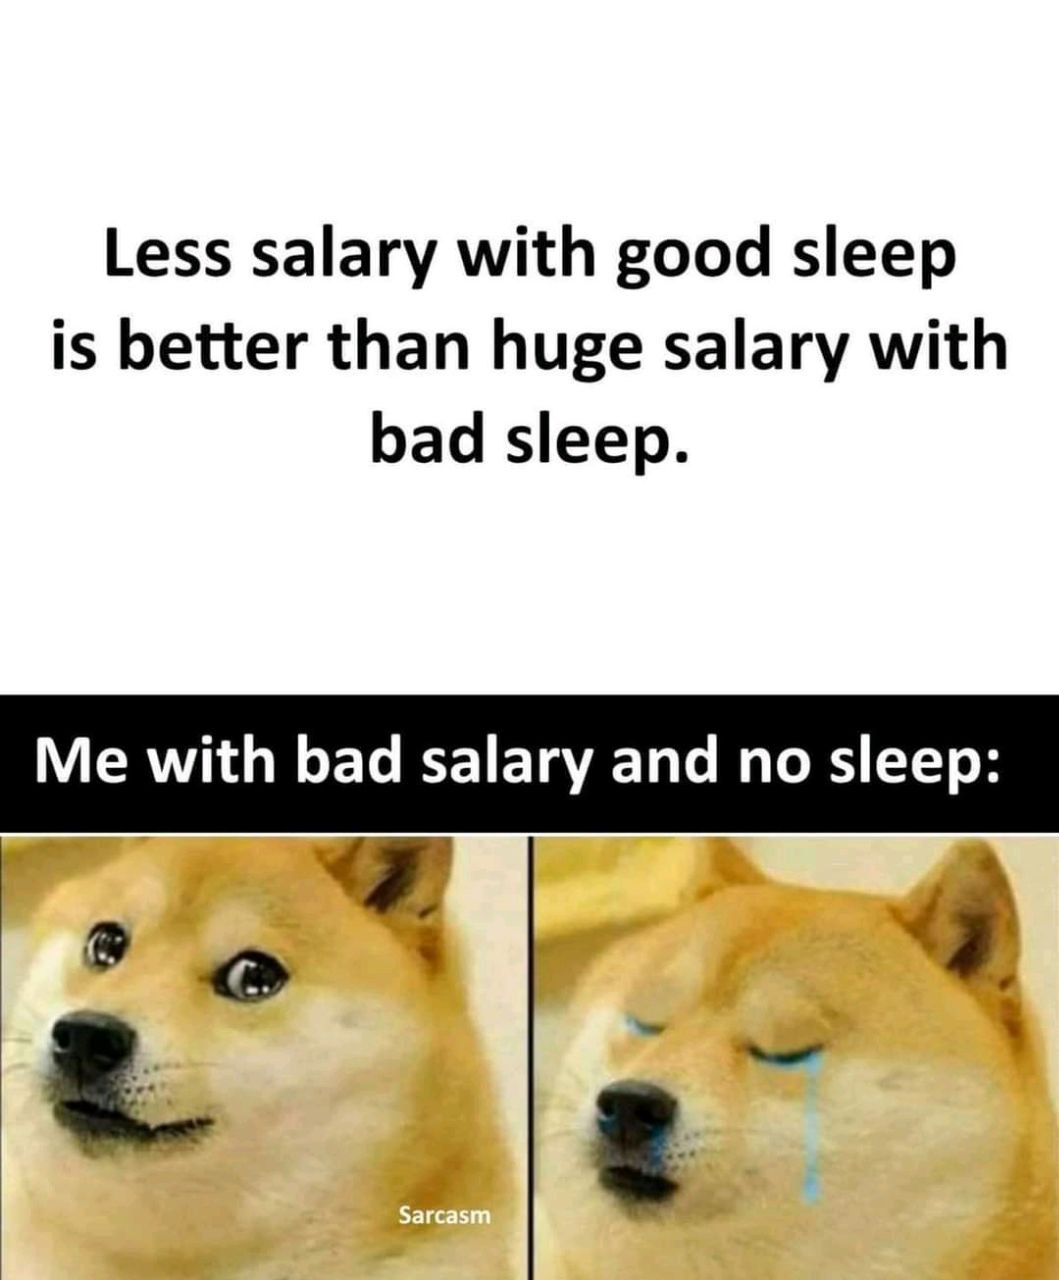 Less salary with good sleep
is better than huge salary with
bad sleep.
Me with bad salary and no sleep:
Sarcasm